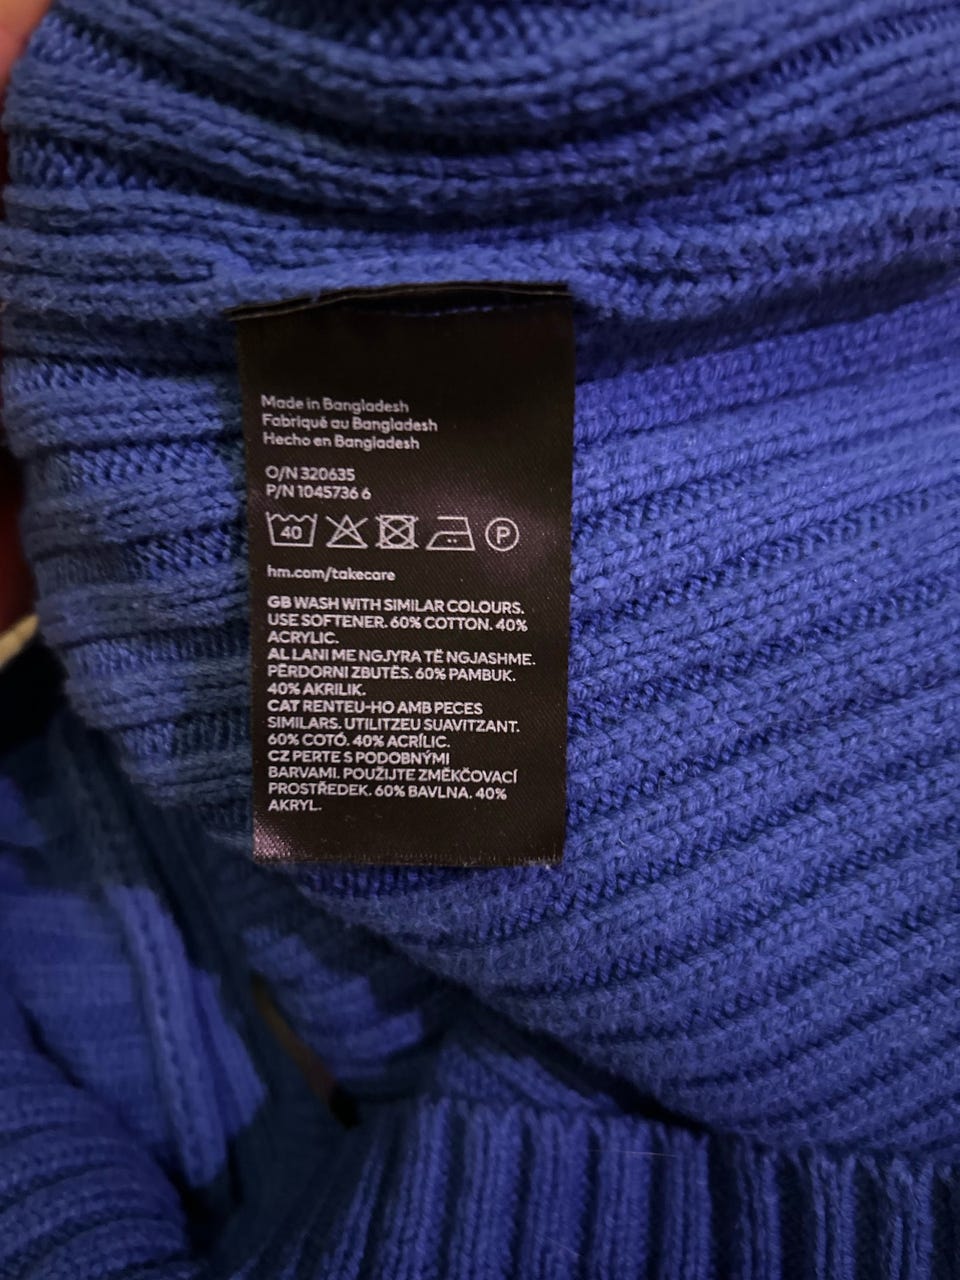 Made in Bangladesh
Fabriqué au Bangladesh
Hecho en Bangladesh
O/N 320635
P/N 1045736 6
40 P
hm.com/takecare
GB WASH WITH SIMILAR COLOURS.
USE SOFTENER. 60% COTTON. 40%
ACRYLIC.
AL LANI ME NGJYRA TË NGJASHME.
PËRDORNI ZBUTËS. 60% PAMBUK.
40% AKRILIK.
CAT RENTEU-HO AMB PECES
SIMILARS. UTILITZEU SUAVITZANT.
60% COTÓ. 40% ACRÍLIC.
CZ PERTE S PODOBNÝMI
BARVAMI. POUŽIJTE ZMĚKČOVACÍ
PROSTŘEDEK. 60% BAVLNA. 40%
AKRYL.